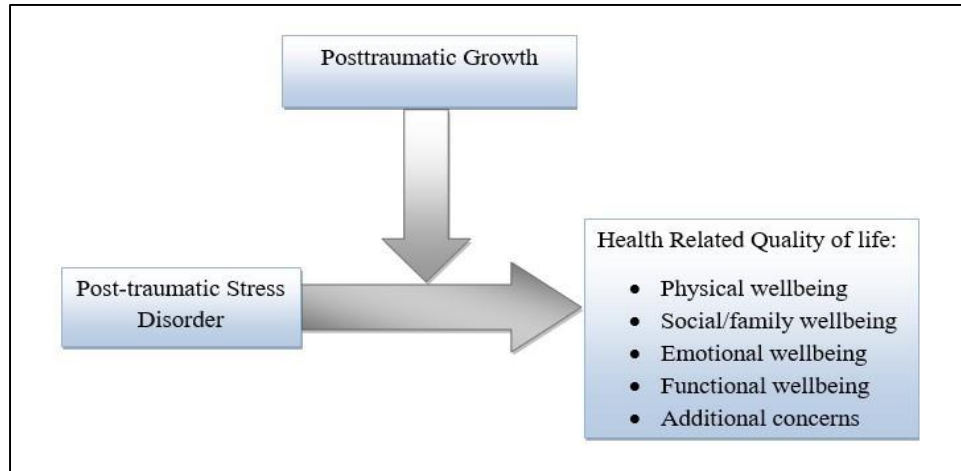 Posttraumatic Growth
Post-traumatic Stress
Disorder
Health Related Quality of life:
• Physical wellbeing
• Social/family wellbeing
• Emotional wellbeing
• Functional wellbeing
• Additional concerns